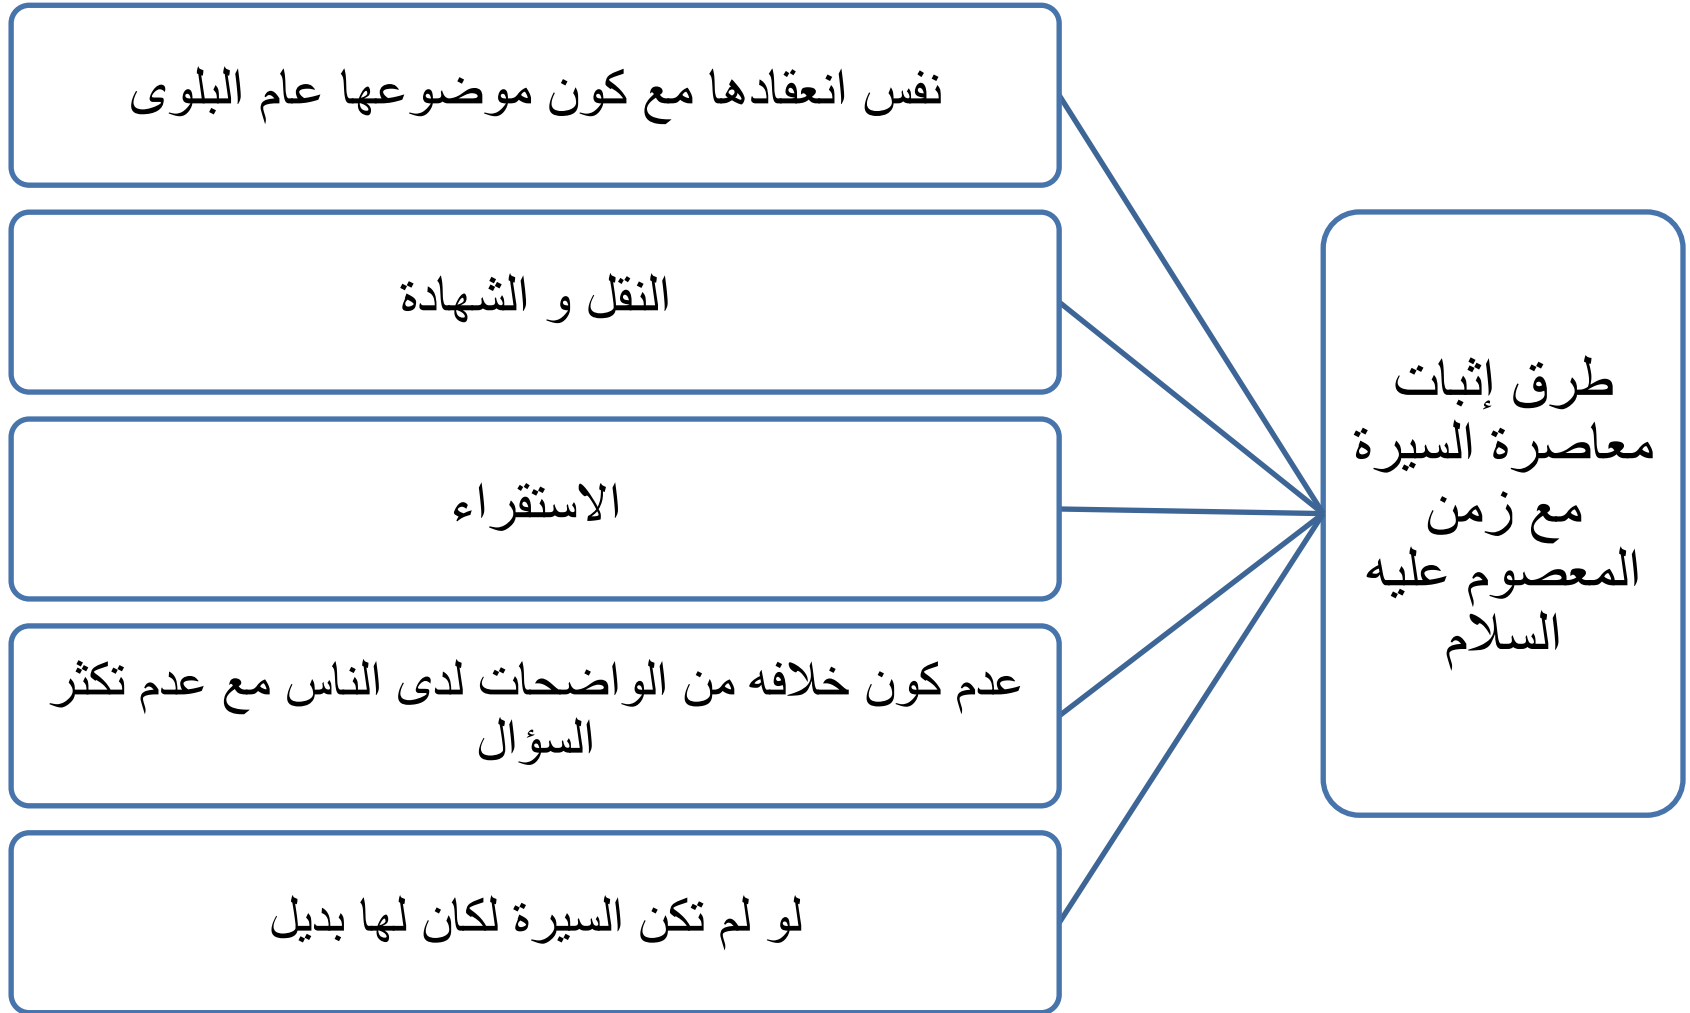 طرق إثبات
معاصرة السيرة
مع زمن
المعصوم عليه
السلام
نفس انعقادها مع كون موضوعها عام البلوى
النقل و الشهادة
الاستقراء
عدم كون خلافه من الواضحات لدى الناس مع عدم تكثر
السؤال
لو لم تكن السيرة لكان لها بديل